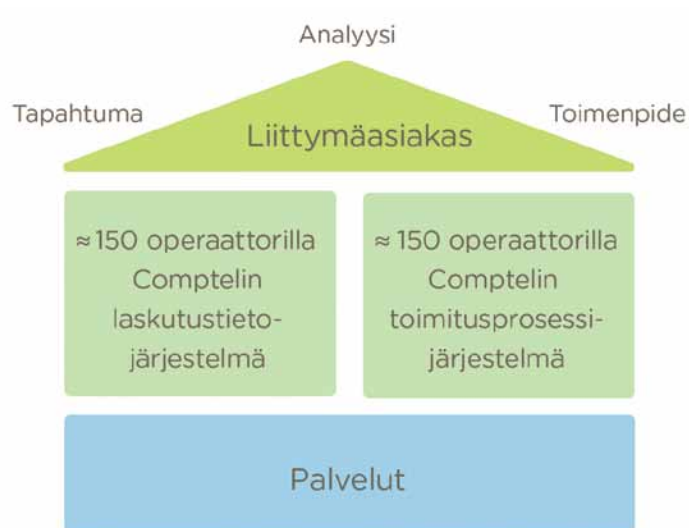 Analyysi
Tapahtuma
Toimenpide
Liittymäasiakas
≈150 operaattorilla
Comptelin
laskutustieto-
järjestelmä
≈ 150 operaattorilla
Comptelin
toimitusprosessi-
järjestelmä
Palvelut